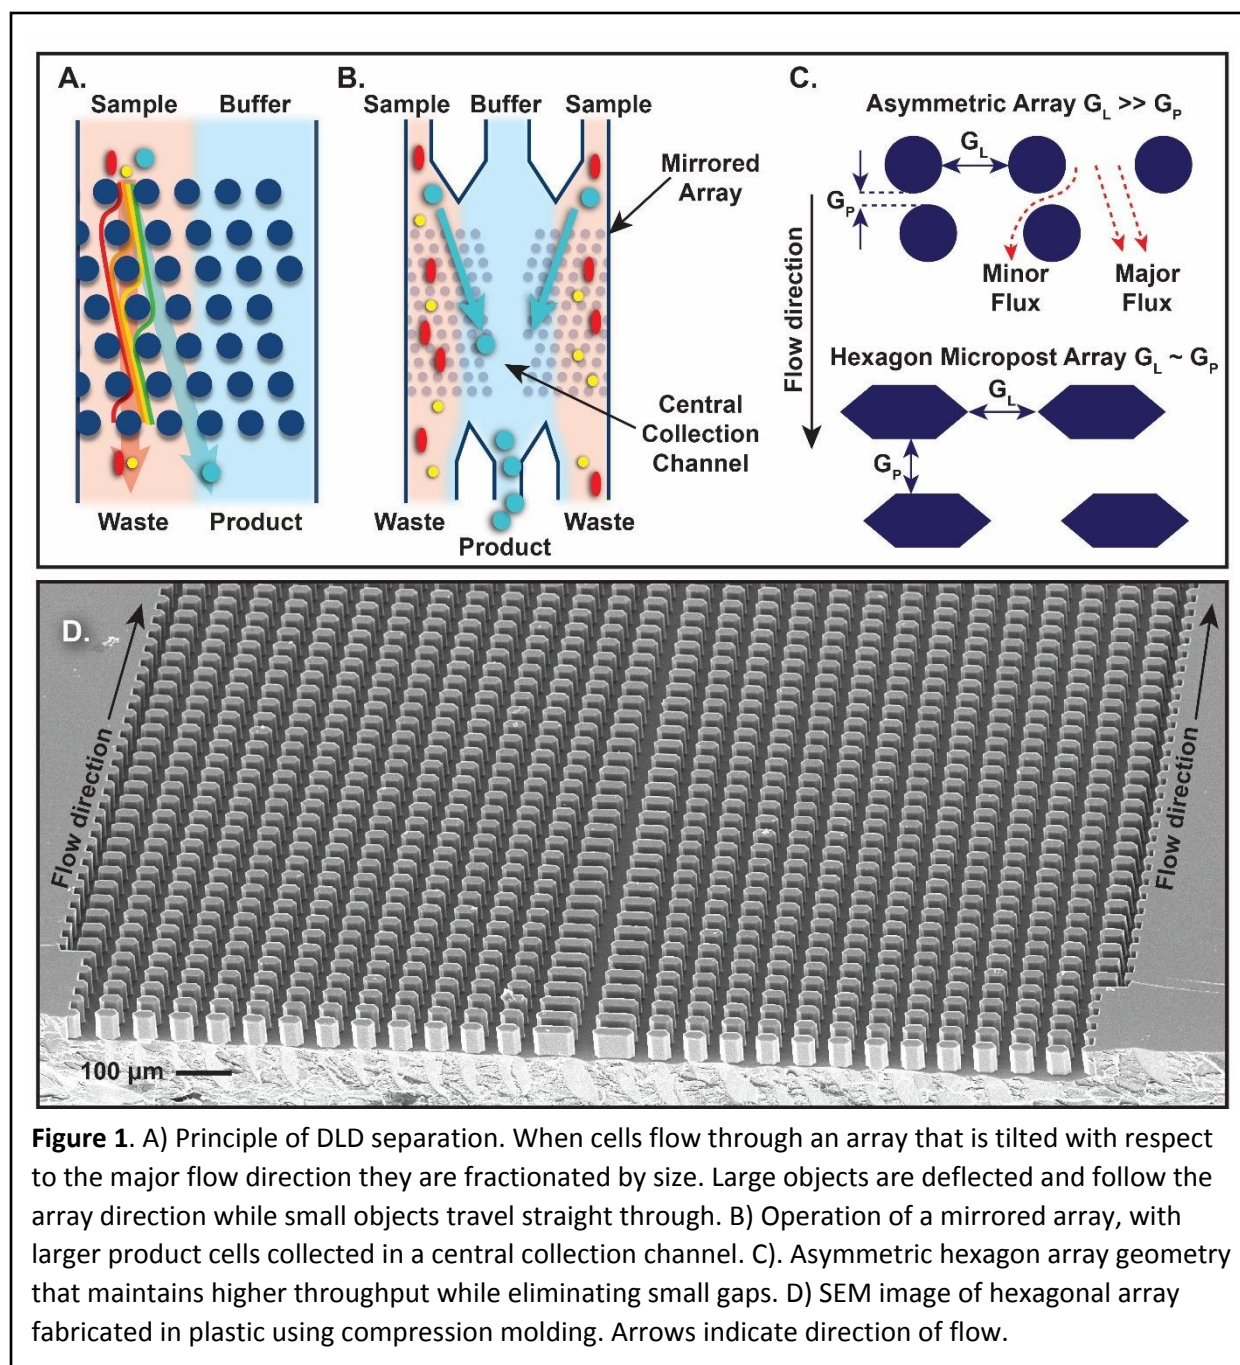 A.
Sample
Buffer
Waste
Product
B.
Sample
Buffer
Sample
Mirrored
Array
Central
Collection
Channel
Waste
Product
Waste
C.
Asymmetric Array G_L >> G_P
G_L
G_P
Flow direction
Minor
Flux
Major
Flux
Hexagon Micropost Array G_L ~ G_P
G_L
G_P
D.
Flow direction
Flow direction
100 µm
Figure 1. A) Principle of DLD separation. When cells flow through an array that is tilted with respect
to the major flow direction they are fractionated by size. Large objects are deflected and follow the
array direction while small objects travel straight through. B) Operation of a mirrored array, with
larger product cells collected in a central collection channel. C). Asymmetric hexagon array geometry
that maintains higher throughput while eliminating small gaps. D) SEM image of hexagonal array
fabricated in plastic using compression molding. Arrows indicate direction of flow.